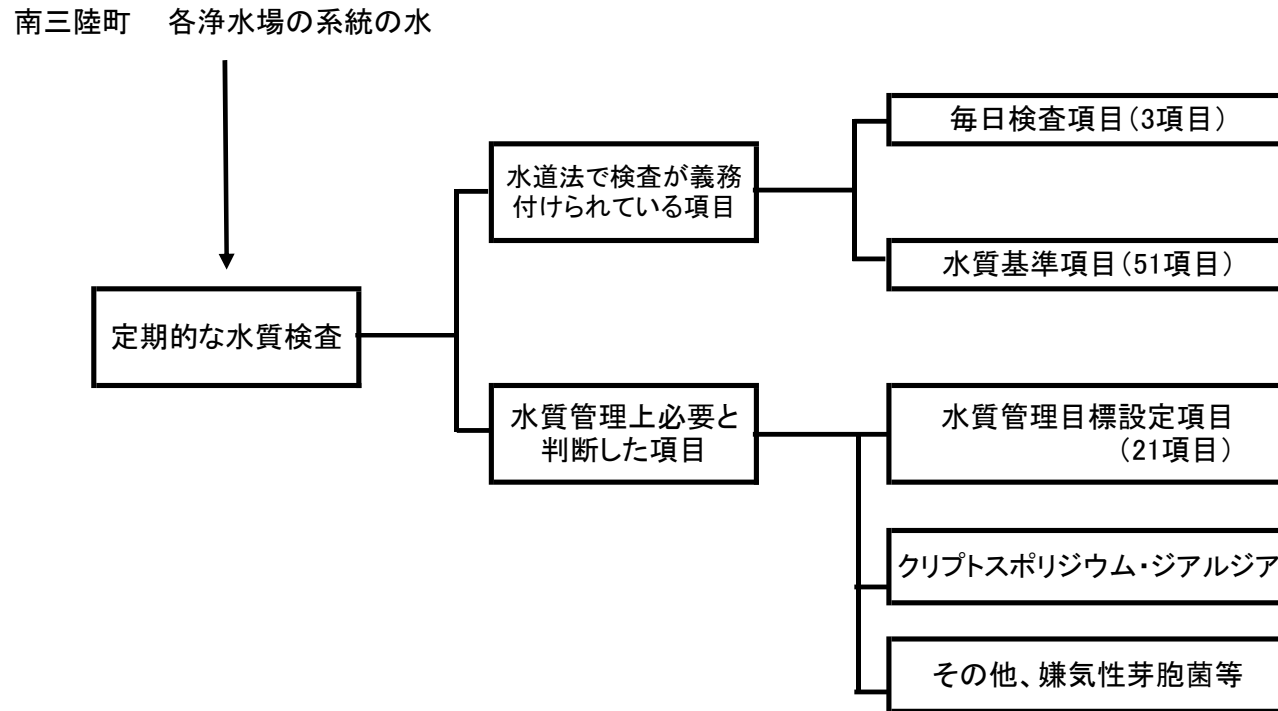 南三陸町　各浄水場の系統の水
毎日検査項目（3項目）
水道法で検査が義務
付けられている項目
水質基準項目（51項目）
定期的な水質検査
水質管理上必要と
判断した項目
水質管理目標設定項目
（21項目）
クリプトスポリジウム・ジアルジア
その他、嫌気性芽胞菌等